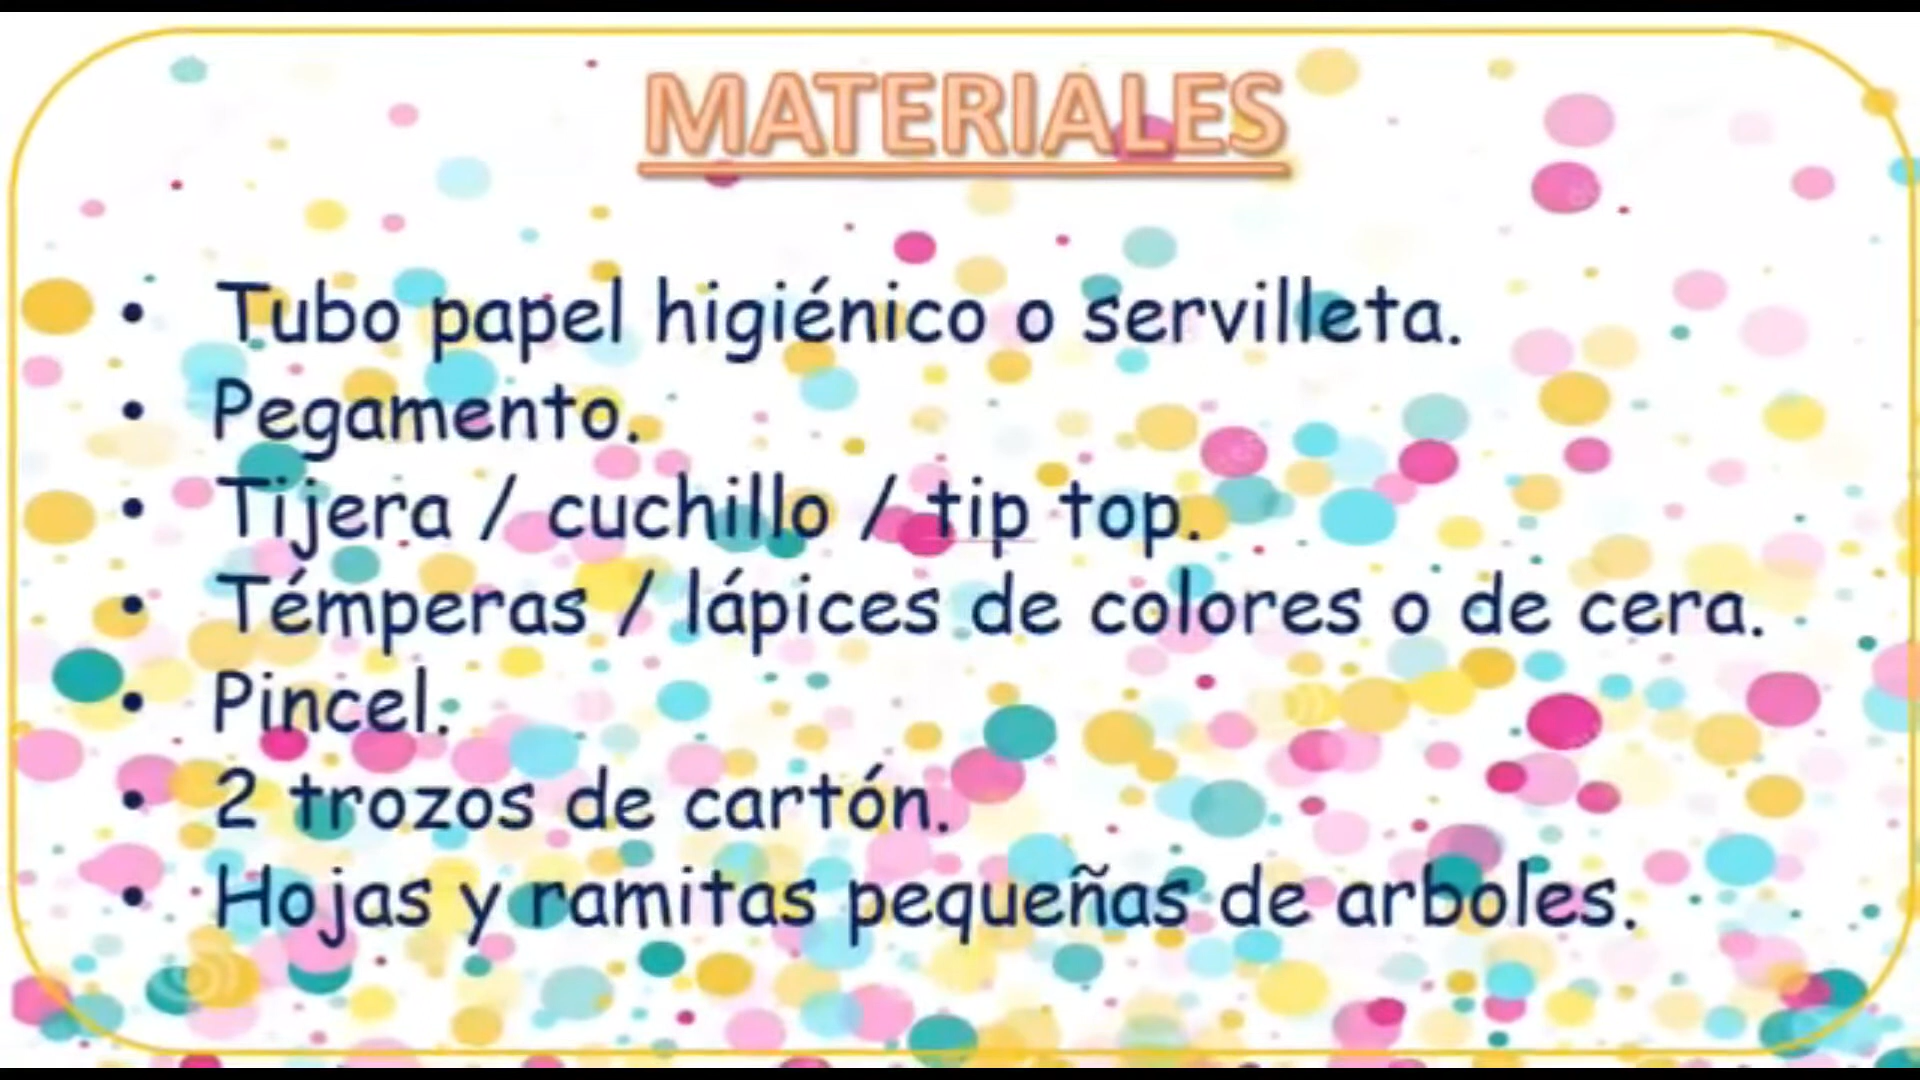 MATERIALES
• Tubo papel higiénico o servilleta.
• Pegamento.
• Tijera / cuchillo / tip top.
• Témperas / lápices de colores o de cera.
• Pincel.
• 2 trozos de cartón.
• Hojas y ramitas pequeñas de arboles.